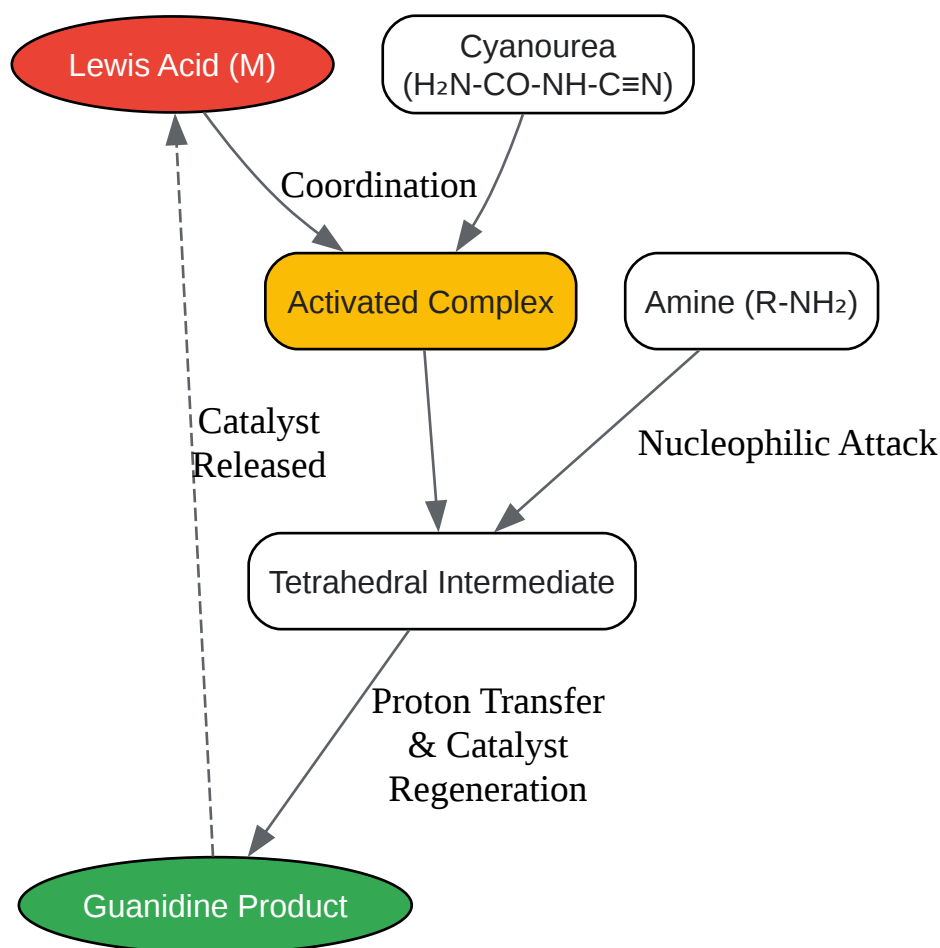 Lewis Acid (M)
Cyanourea
(H₂N-CO-NH-C≡N)
Coordination
Activated Complex
Amine (R-NH₂)
Catalyst
Released
Nucleophilic Attack
Tetrahedral Intermediate
Proton Transfer
& Catalyst
Regeneration
Guanidine Product